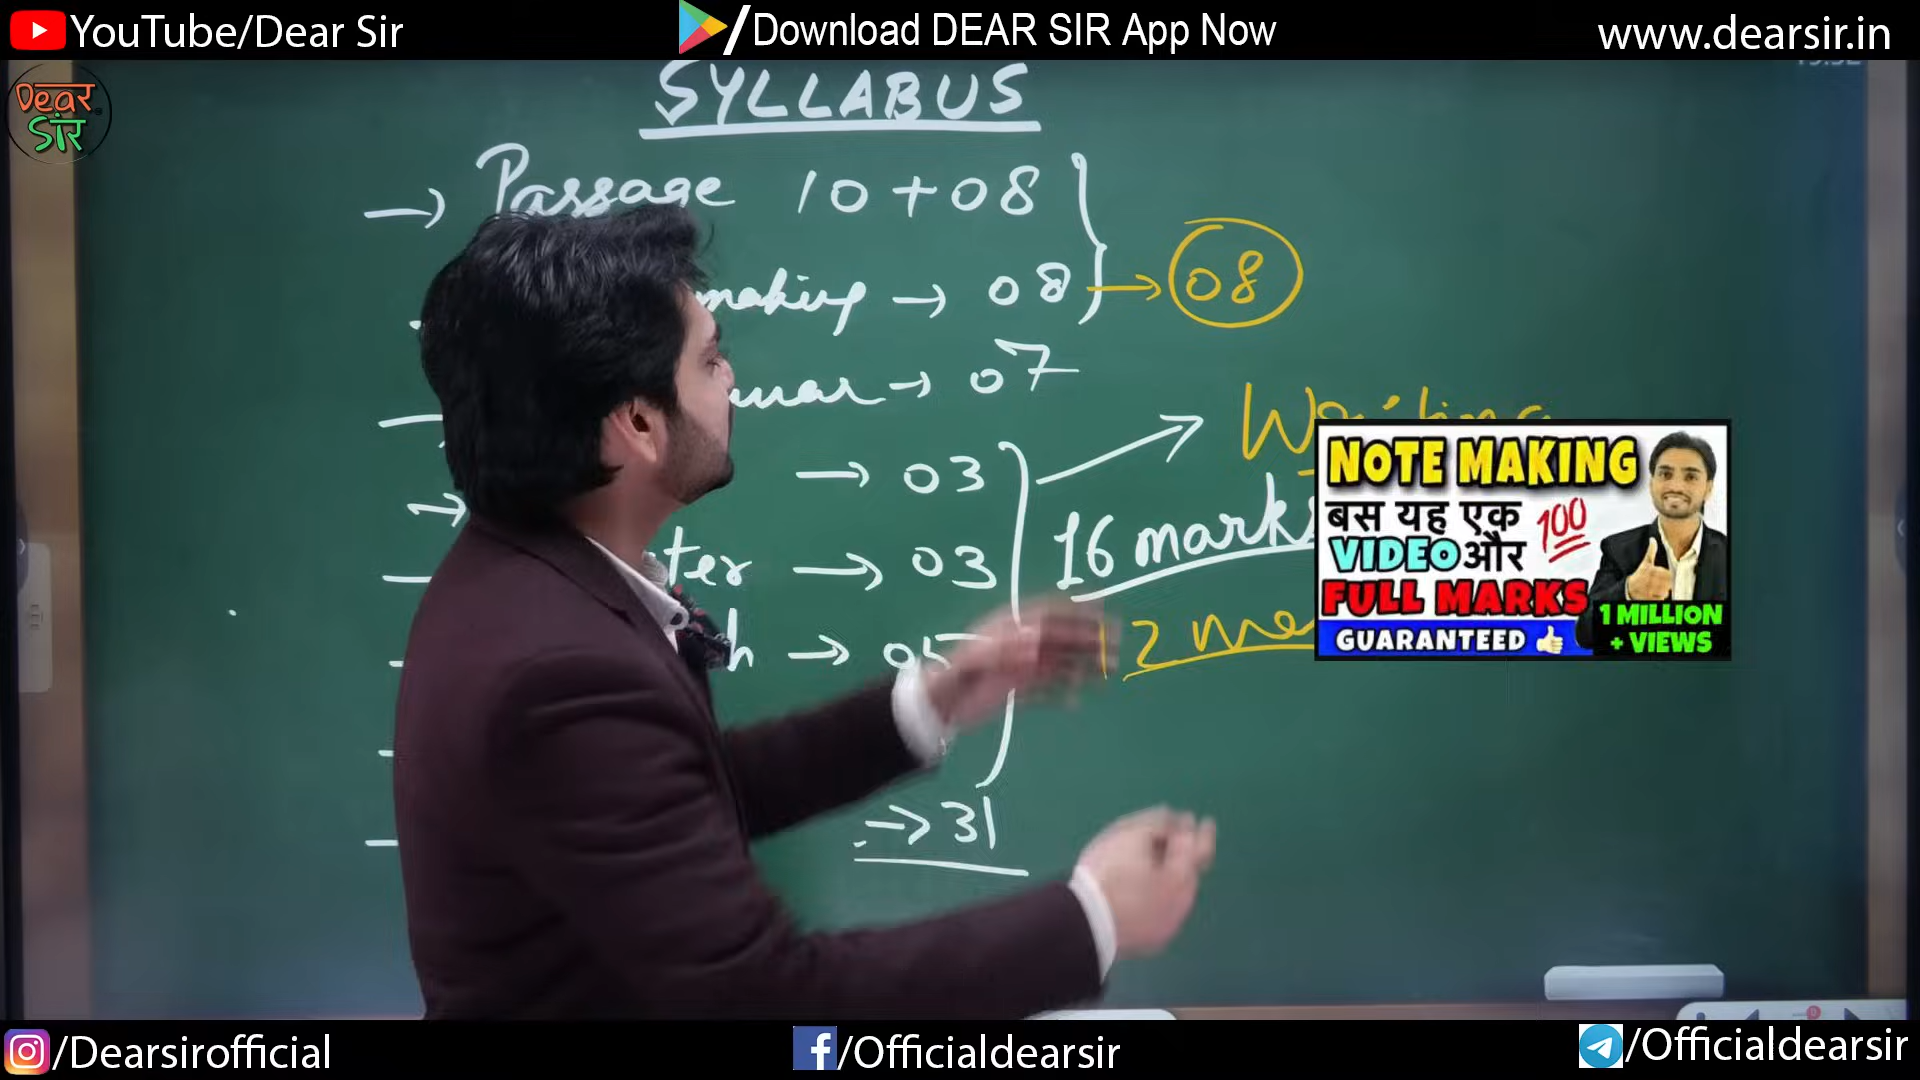 YouTube/Dear Sir
/Download DEAR SIR App Now
www.dearsir.in
Dear
Sir
SYLLABUS
→ Passage 10 + 08
making → 08 → 08
→ 07
→ 03
16 marks
→ 03
→
12
→ 31
NOTE MAKING
बस यह एक 100
VIDEO और
FULL MARKS
GUARANTEED
1 MILLION
+ VIEWS
/Dearsirofficial
/Officialdearsir
/Officialdearsir